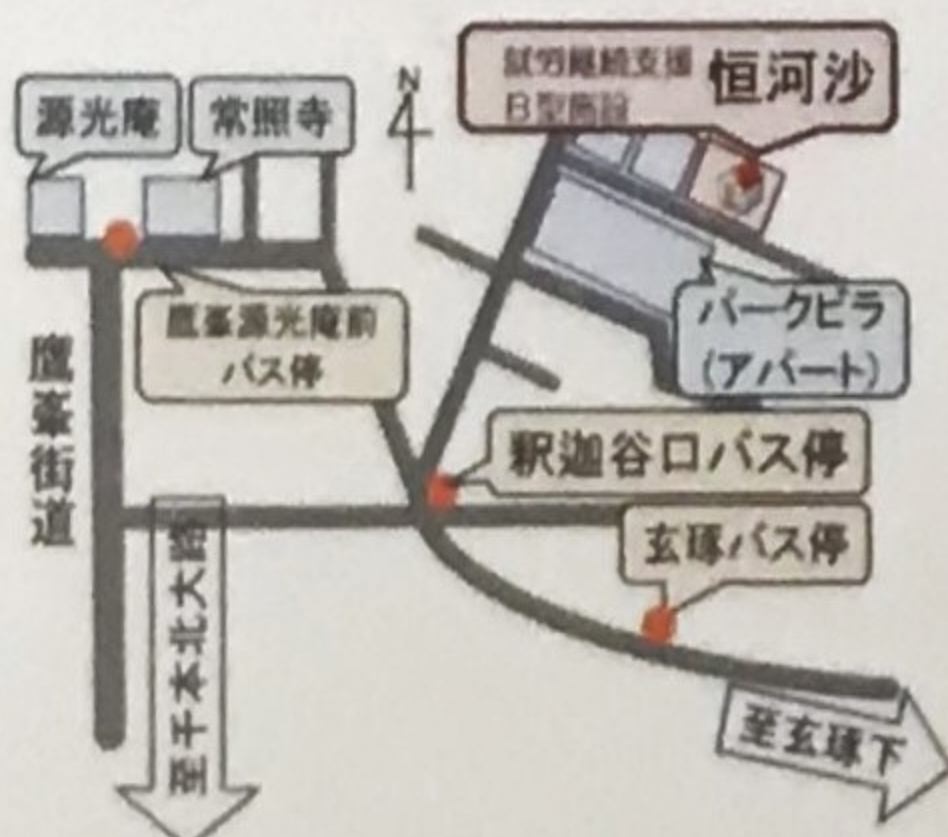 就労継続支援
B型施設
恒河沙
源光庵
常照寺
N
鷹峯源光庵前
バス停
パークビラ
(アパート)
鷹峯街道
釈迦谷口バス停
玄琢バス停
至千本北大路
至玄琢下